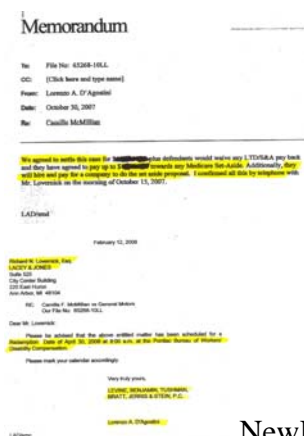 Memorandum
To: File No: 65268-10LL
CC: [Click here and type name]
From: Lorenzo A. D'Agostini
Date: October 30, 2007
Re: Camille McMillian
We agreed to settle this case for plus defendants would waive any LTD/S&A pay back
and they have agreed to pay up to towards any Medicare Set-Aside. Additionally, they
will hire and pay for a company to do the set aside proposal. I confirmed all this by telephone with
Mr. Lovernick on the morning of October 15, 2007.
LAD/
February 12, 2008
Richard N. Lovernick, Esq.
LACEY & JONES
Suite 525
City Center Building
220 East Huron
Ann Arbor, MI 48104
RE: Camille F. McMillian vs General Motors
Our File No: 65268-10LL
Dear Mr. Lovernick:
Please be advised that the above entitled matter has been scheduled for a
Redemption Date of April 30, 2008 at 9:00 a.m. at the Pontiac Bureau of Workers'
Disability Compensation.
Please mark your calendar accordingly.
Very truly yours,
LEVINE, BENJAMIN, TUSHMAN,
BRATT, JERRIS & STEIN, P.C.
Lorenzo A. D'Agostini